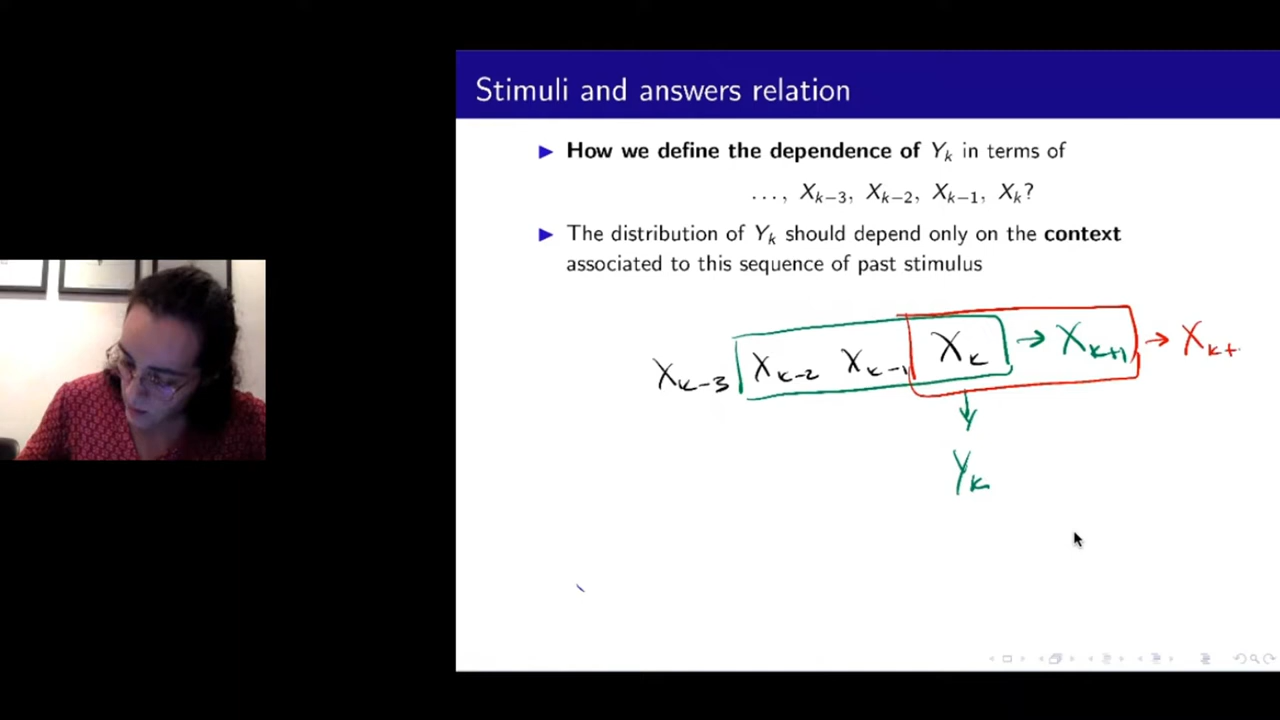 Stimuli and answers relation
How we define the dependence of Yₖ in terms of
..., Xₖ₋₃, Xₖ₋₂, Xₖ₋₁, Xₖ?
The distribution of Yₖ should depend only on the context
associated to this sequence of past stimulus
Xₖ₋₃ Xₖ₋₂ Xₖ₋₁ Xₖ → Xₖ₊₁ → Xₖ₊
Yₖ